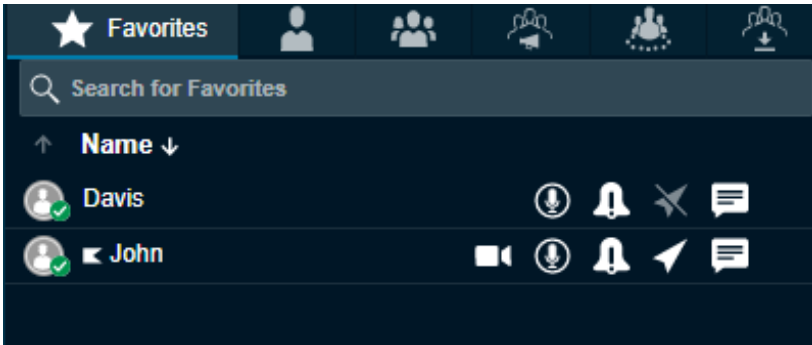 Favorites
Search for Favorites
Name
Davis
John